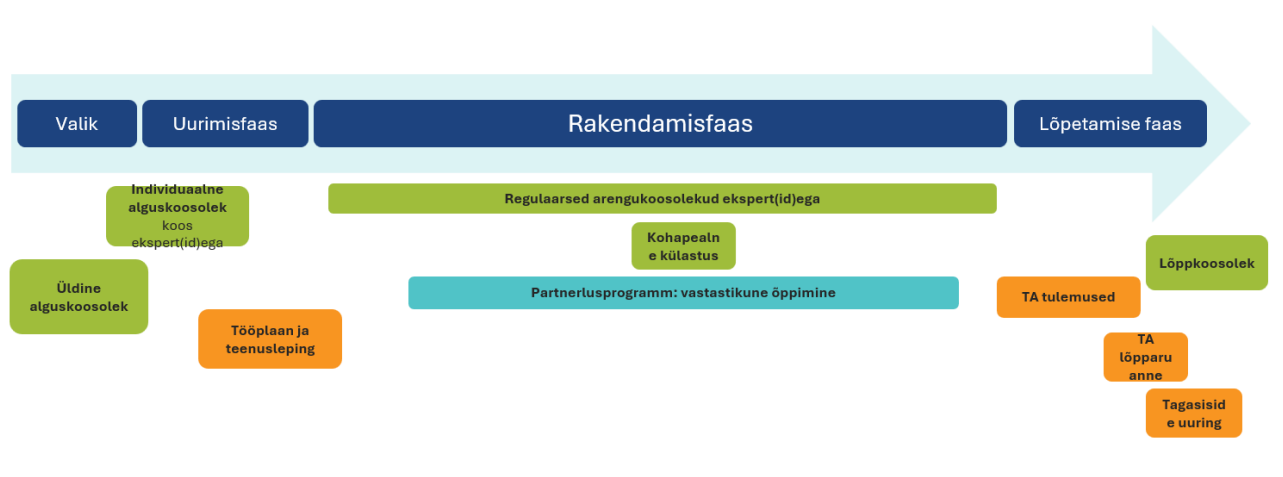 Valik
Uurimisfaas
Rakendamisfaas
Lõpetamise faas
Individuaalne
alguskoosolek
koos
ekspert(id)ega
Regulaarsed arengukoosolekud ekspert(id)ega
Kohapealn
e külastus
Üldine
alguskoosolek
Partnerlusprogramm: vastastikune õppimine
Lõppkoosolek
TA tulemused
Tööplaan ja
teenusleping
TA
lõpparu
anne
Tagasisid
e uuring